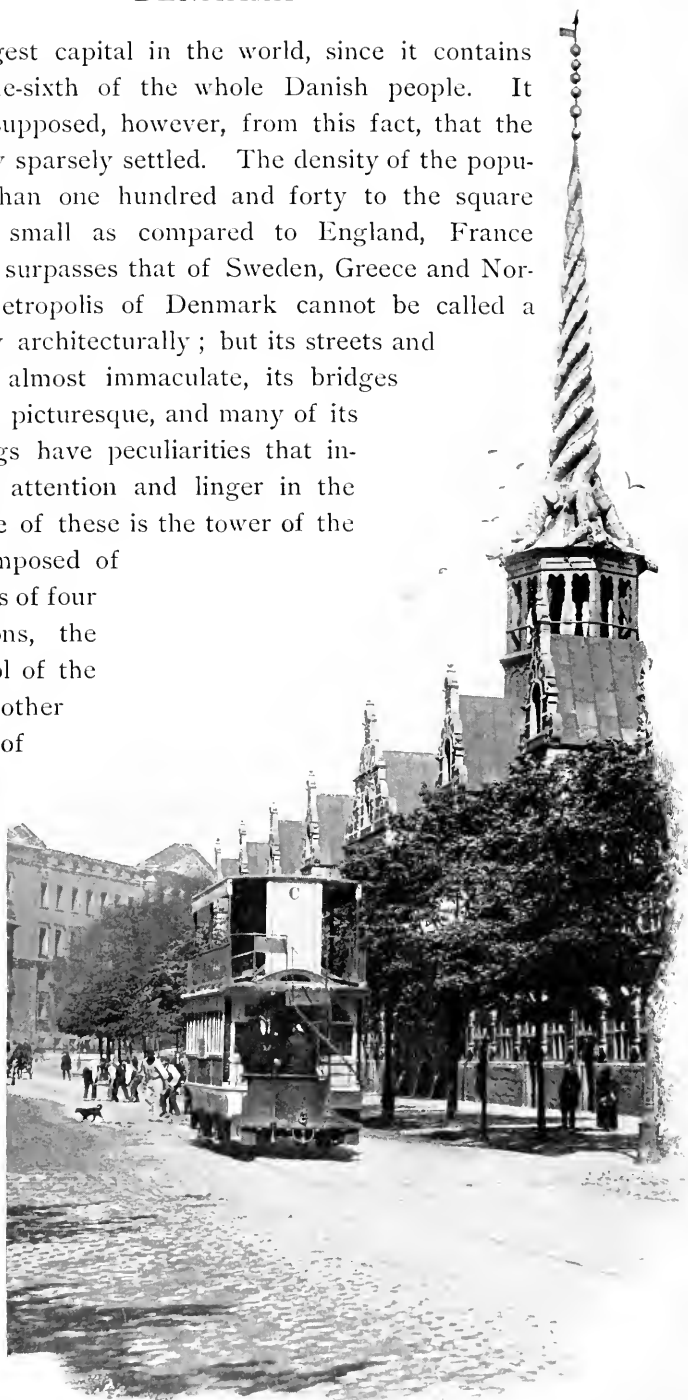 gest capital in the world, since it contains
e-sixth of the whole Danish people. It
supposed, however, from this fact, that the
y sparsely settled. The density of the popu-
han one hundred and forty to the square
small as compared to England, France
surpasses that of Sweden, Greece and Nor-
etropolis of Denmark cannot be called a
y architecturally ; but its streets and
almost immaculate, its bridges
picturesque, and many of its
gs have peculiarities that in-
attention and linger in the
e of these is the tower of the
mposed of
s of four
ons, the
ol of the
other
of
C